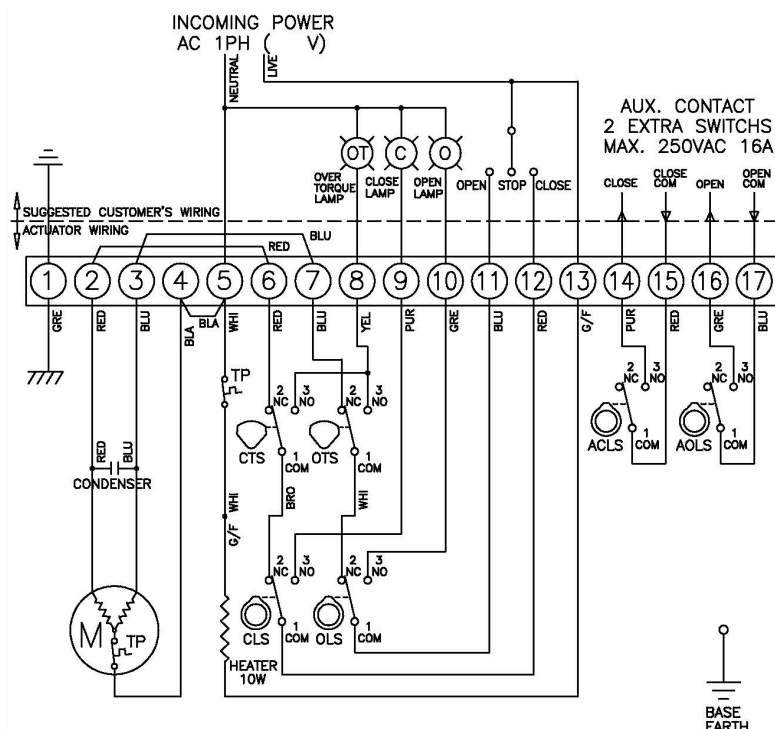 INCOMING POWER
AC 1PH ( V)
NEUTRAL
LIVE
AUX. CONTACT
2 EXTRA SWITCHS
MAX. 250VAC 16A
OT
C
O
OVER
TORQUE
LAMP
CLOSE
LAMP
OPEN
LAMP
OPEN
STOP
CLOSE
CLOSE
CLOSE
COM
OPEN
OPEN
COM
SUGGESTED CUSTOMER'S WIRING
ACTUATOR WIRING
BLU
RED
1 2 3 4 5 6 7 8 9 10 11 12 13 14 15 16 17
GRE RED BLU BLA BLA WHI RED BLU YEL PUR GRE BLU RED G/F PUR RED GRE BLU
TP
2 NC 3 NO
2 NC 3 NO
2 NC 3 NO
2 NC 3 NO
CTS
1 COM
OTS
1 COM
ACLS
1 COM
AOLS
1 COM
RED
BLU
CONDENSER
WHI
G/F
BRO
WHI
2 NC 3 NO
2 NC 3 NO
M
TP
CLS
1 COM
OLS
1 COM
HEATER
10W
BASE
EARTH